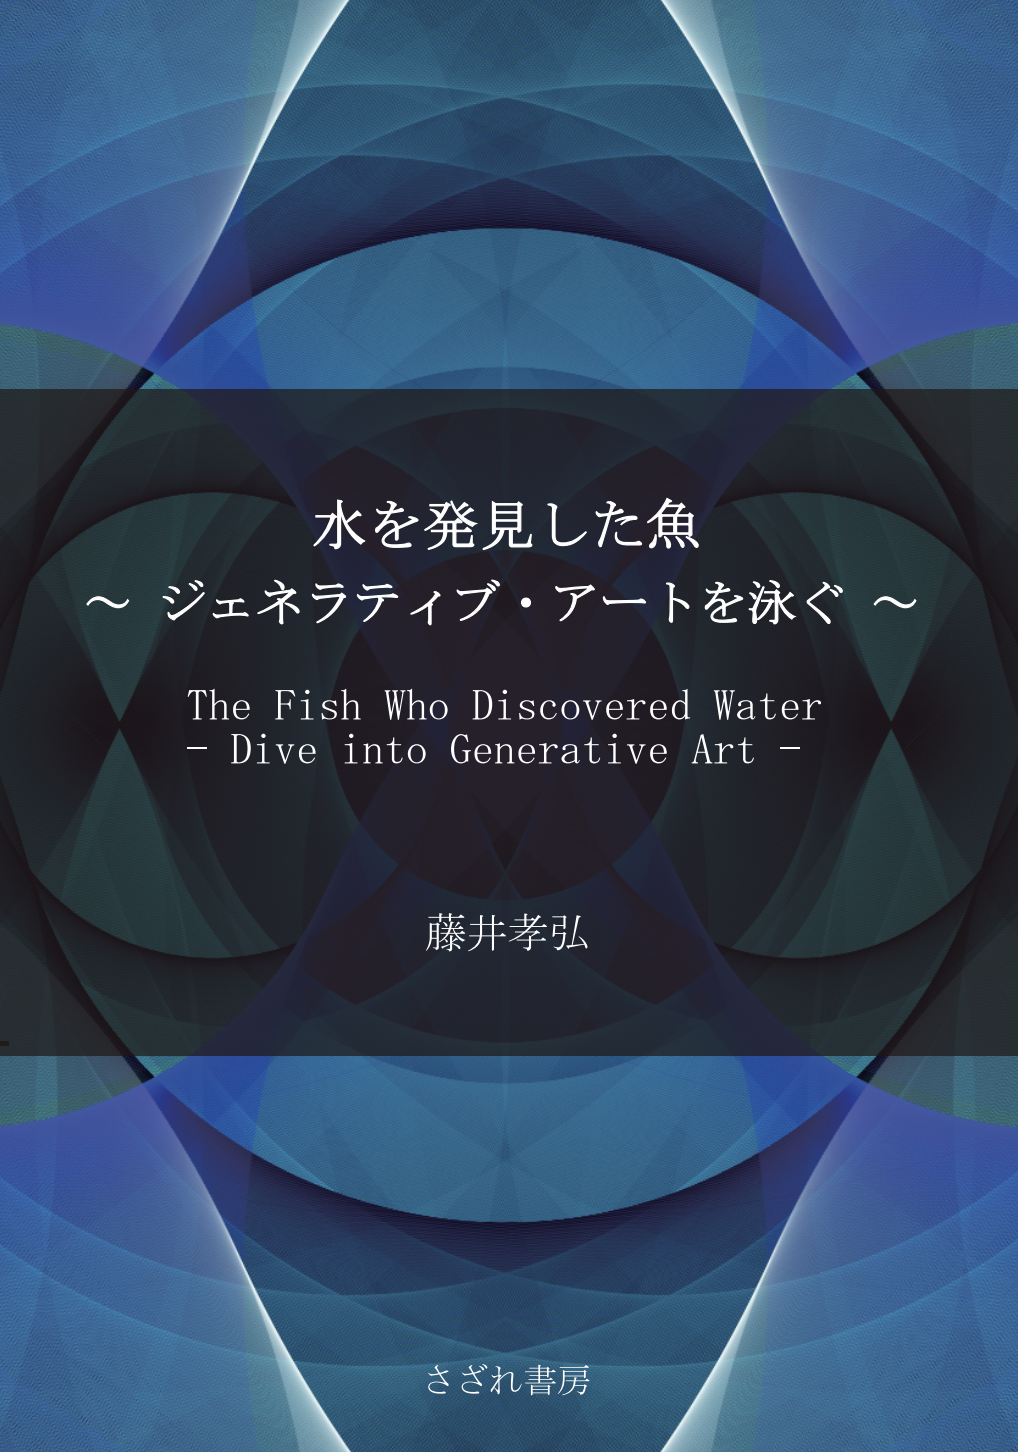 水を発見した魚
～ ジェネラティブ・アートを泳ぐ ～
The Fish Who Discovered Water
- Dive into Generative Art -
藤井孝弘
さざれ書房